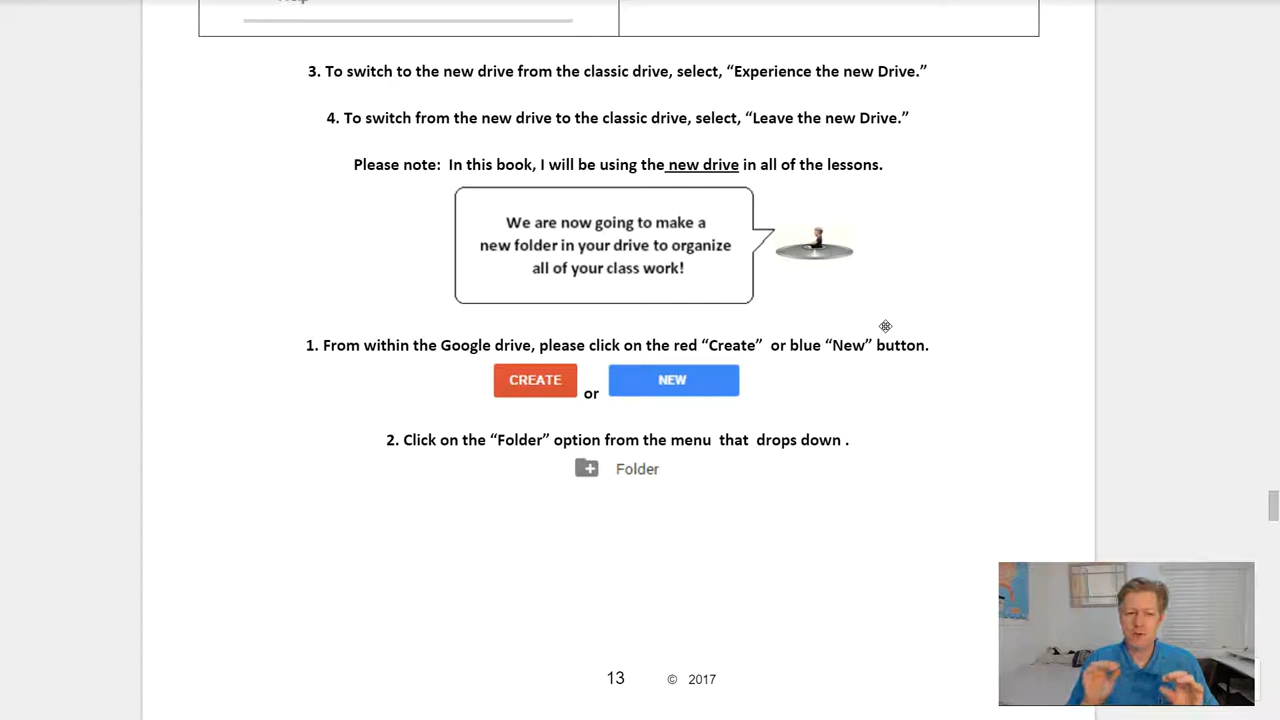 3. To switch to the new drive from the classic drive, select, “Experience the new Drive.”
4. To switch from the new drive to the classic drive, select, “Leave the new Drive.”
Please note:  In this book, I will be using the new drive in all of the lessons.
We are now going to make a
new folder in your drive to organize
all of your class work!
1. From within the Google drive, please click on the red “Create”  or blue “New” button.
CREATE or NEW
2. Click on the “Folder” option from the menu  that  drops down .
Folder
13 © 2017